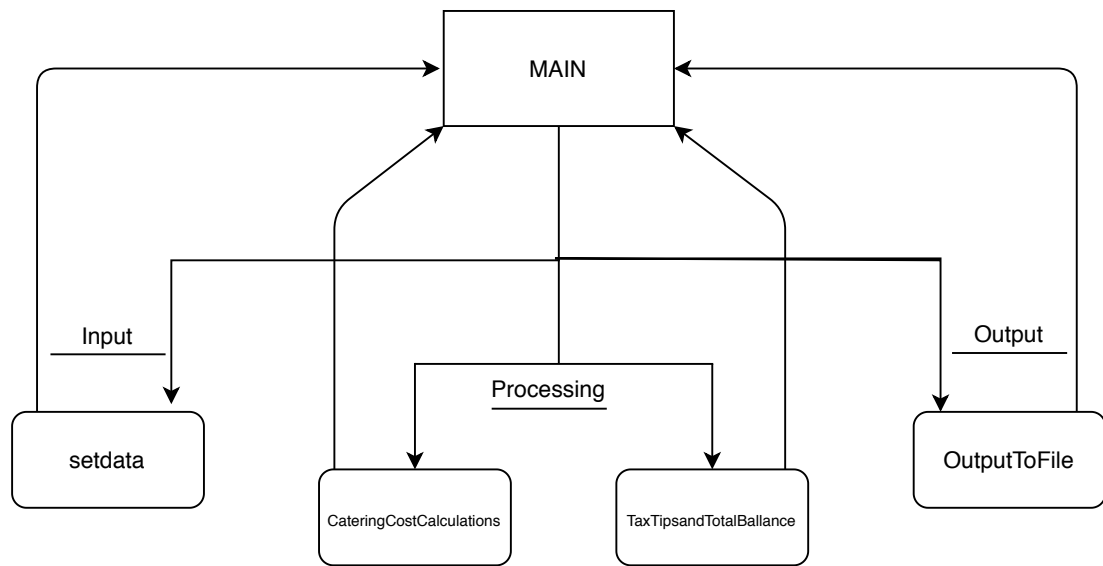 MAIN
Input
Output
Processing
setdata
OutputToFile
CateringCostCalculations
TaxTipsandTotalBallance